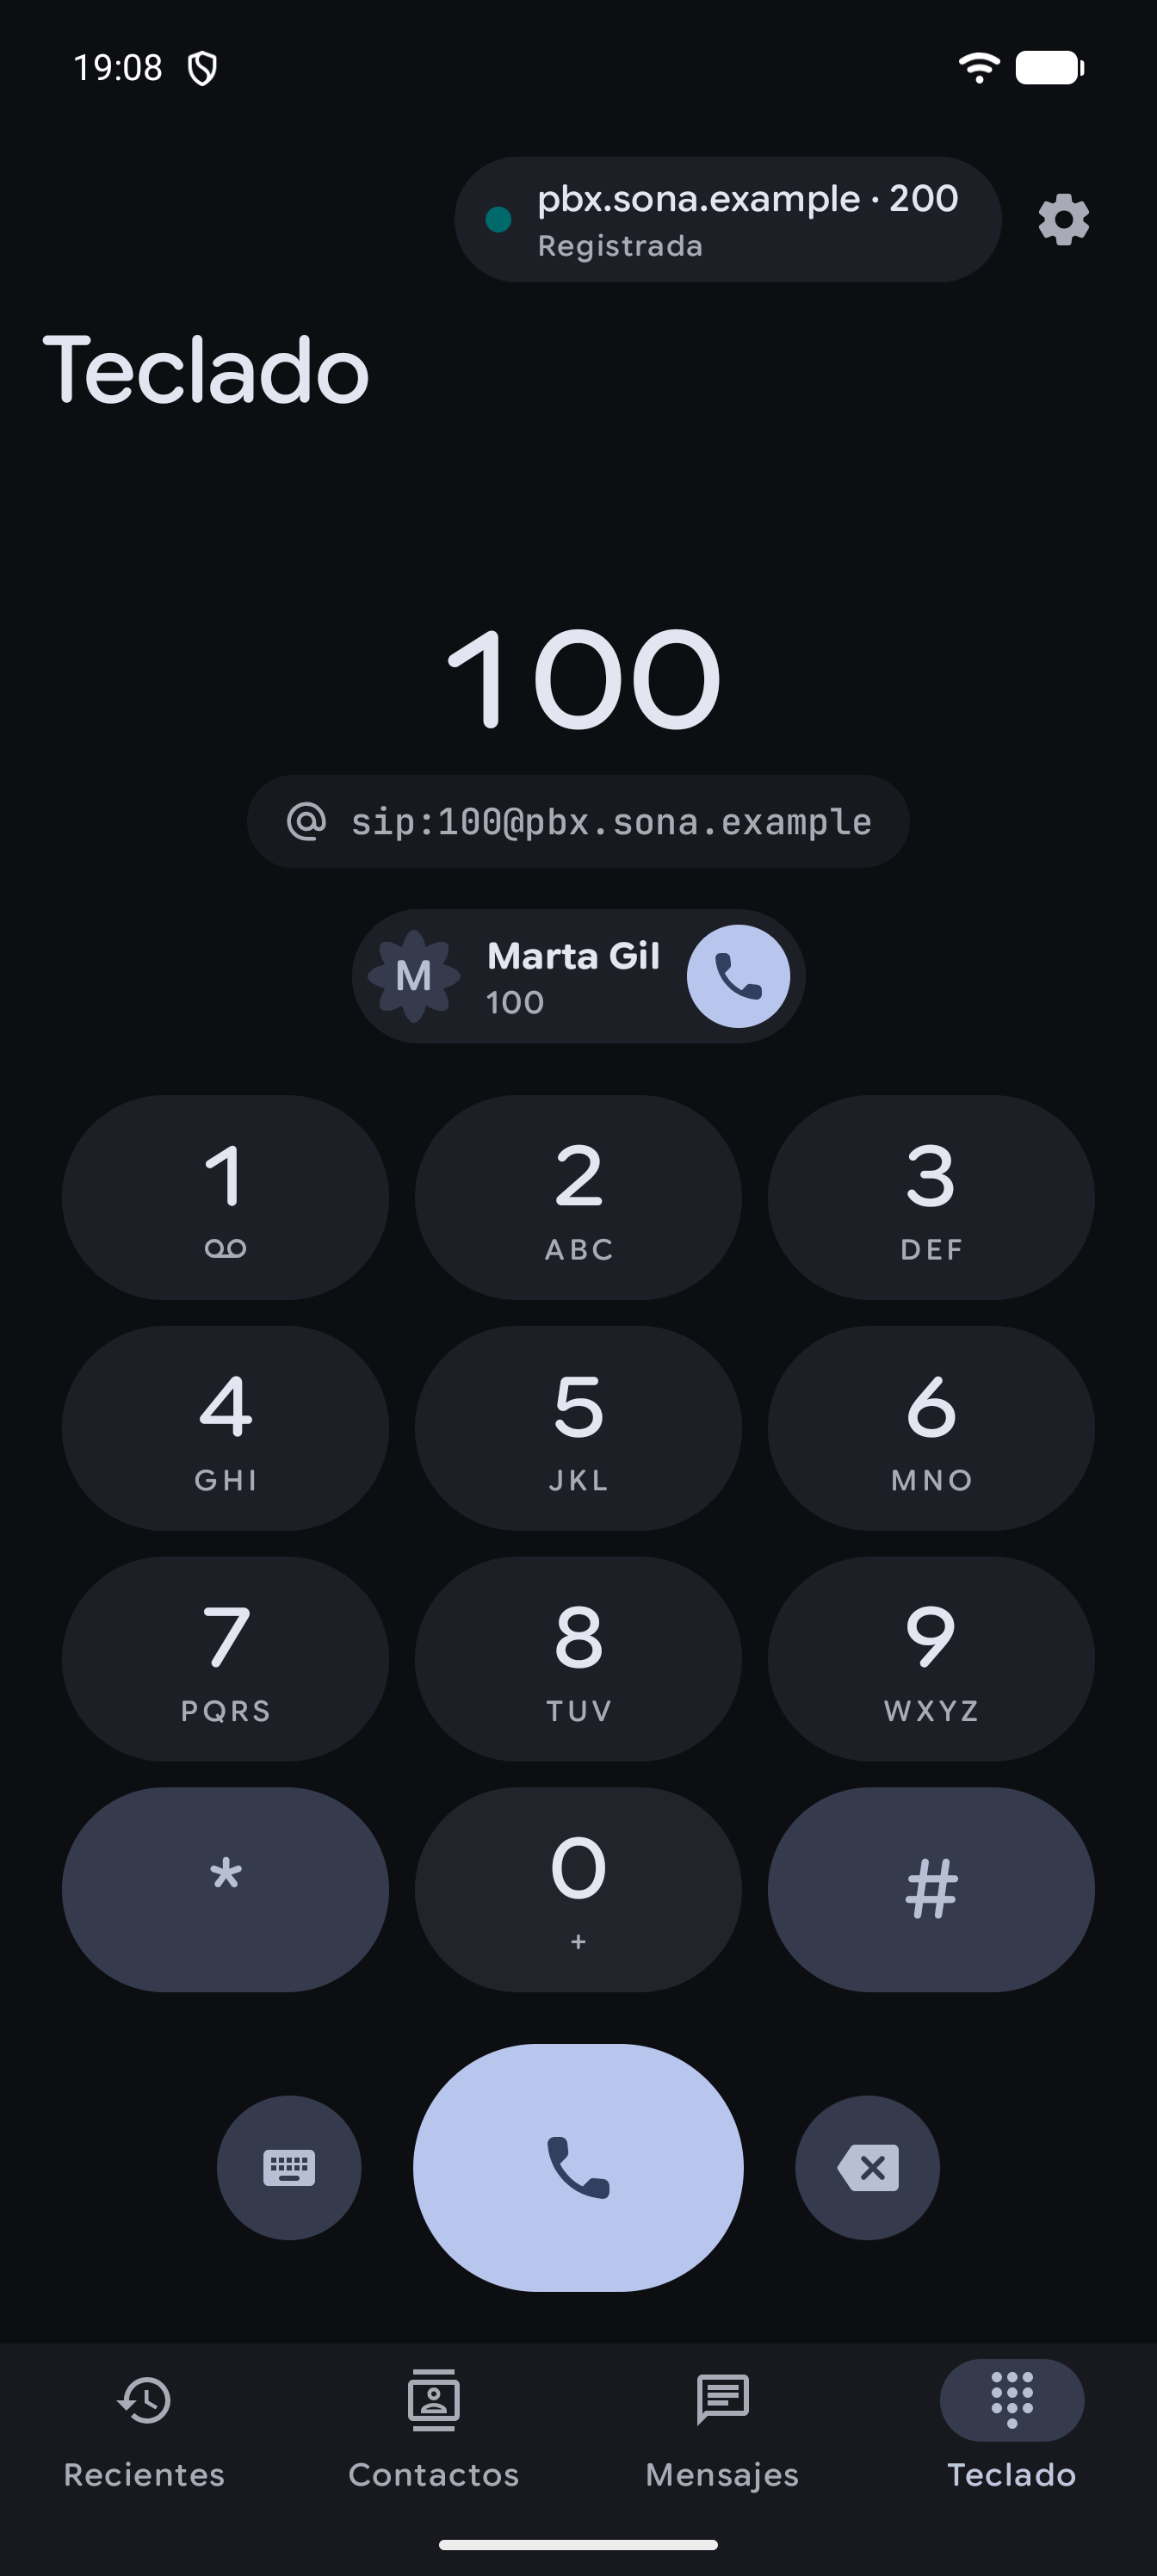 19:08
pbx.sona.example · 200
Registrada
Teclado
100
sip:100@pbx.sona.example
M
Marta Gil
100
1
2
ABC
3
DEF
4
GHI
5
JKL
6
MNO
7
PQRS
8
TUV
9
WXYZ
*
0
+
#
Recientes
Contactos
Mensajes
Teclado